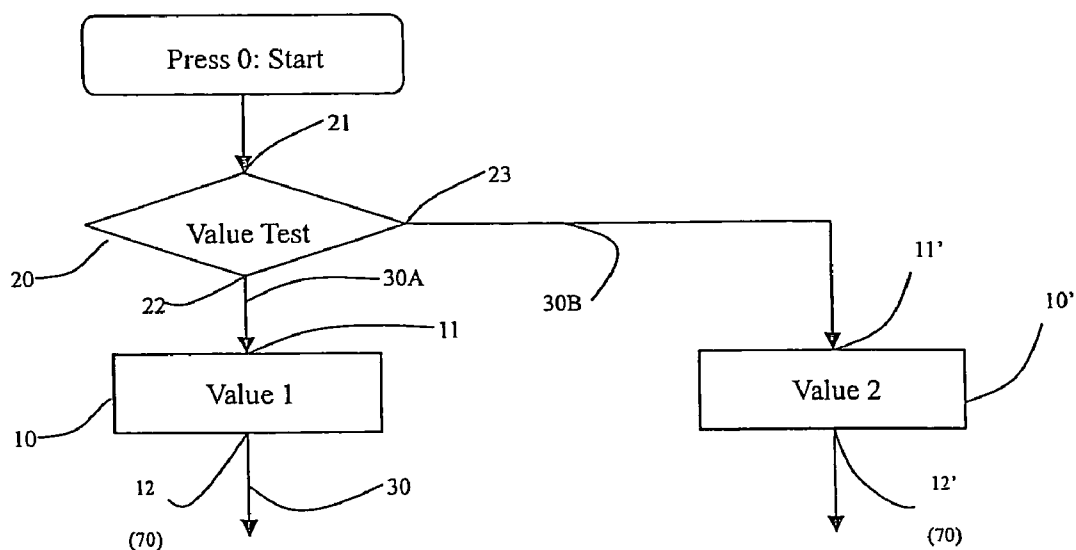 Press 0: Start
21
23
Value Test
20
22
30A
30B
11'
10'
11
Value 1
Value 2
10
12
30
12'
(70)
(70)